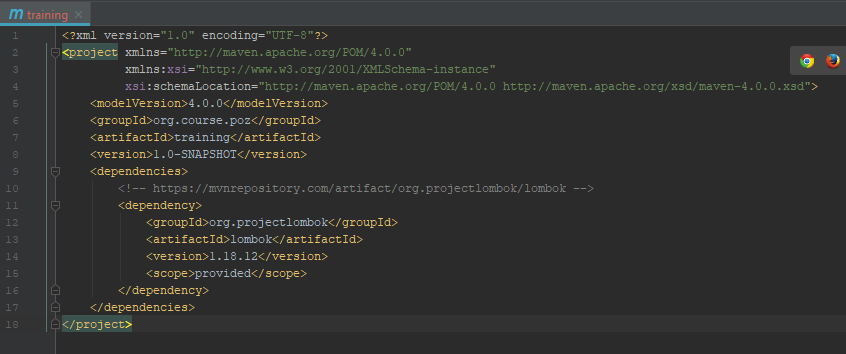 m training ×
1 <?xml version="1.0" encoding="UTF-8"?>
2 <project xmlns="http://maven.apache.org/POM/4.0.0"
3 xmlns:xsi="http://www.w3.org/2001/XMLSchema-instance"
4 xsi:schemaLocation="http://maven.apache.org/POM/4.0.0 http://maven.apache.org/xsd/maven-4.0.0.xsd">
5 <modelVersion>4.0.0</modelVersion>
6 <groupId>org.course.poz</groupId>
7 <artifactId>training</artifactId>
8 <version>1.0-SNAPSHOT</version>
9 <dependencies>
10 <!-- https://mvnrepository.com/artifact/org.projectlombok/lombok -->
11 <dependency>
12 <groupId>org.projectlombok</groupId>
13 <artifactId>lombok</artifactId>
14 <version>1.18.12</version>
15 <scope>provided</scope>
16 </dependency>
17 </dependencies>
18 </project>